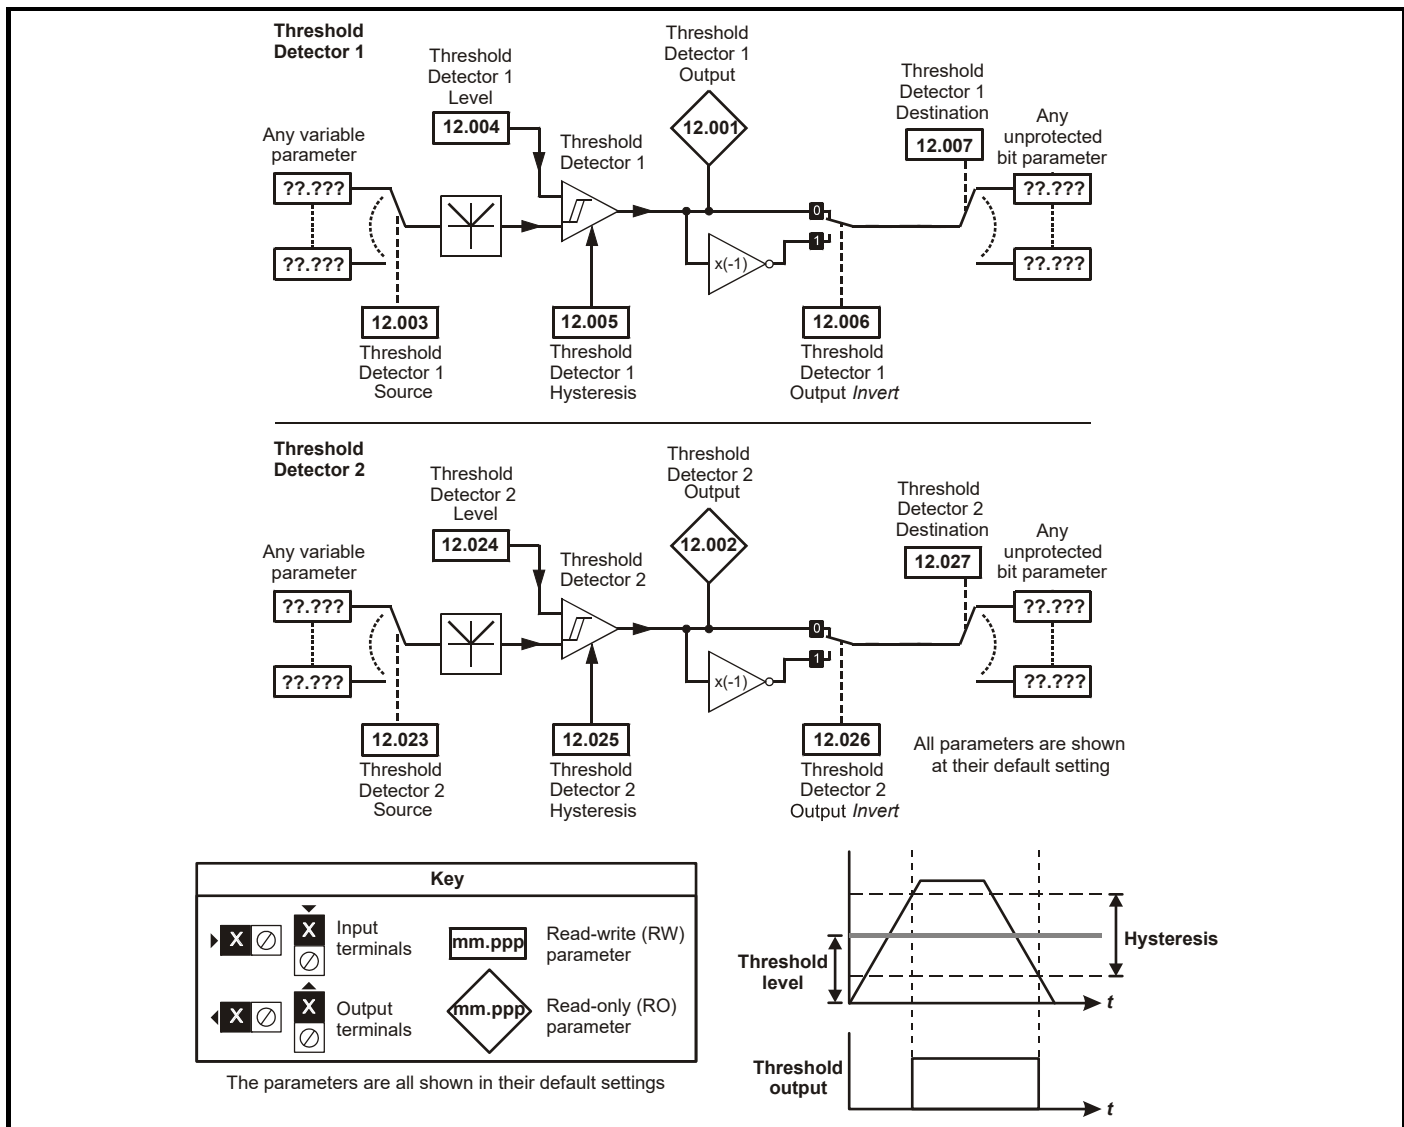 Threshold
Detector 1
Threshold
Detector 1
Level
12.004
Threshold
Detector 1
Output
12.001
Threshold
Detector 1
Destination
12.007
Any variable
parameter
??.???
??.???
Threshold
Detector 1
Any
unprotected
bit parameter
??.???
??.???
0
1
x(-1)
12.003
Threshold
Detector 1
Source
12.005
Threshold
Detector 1
Hysteresis
12.006
Threshold
Detector 1
Output Invert
Threshold
Detector 2
Threshold
Detector 2
Level
12.024
Threshold
Detector 2
Output
12.002
Threshold
Detector 2
Destination
12.027
Any variable
parameter
??.???
??.???
Threshold
Detector 2
Any
unprotected
bit parameter
??.???
??.???
0
1
x(-1)
12.023
Threshold
Detector 2
Source
12.025
Threshold
Detector 2
Hysteresis
12.026
Threshold
Detector 2
Output Invert
All parameters are shown
at their default setting
Key
X
X
Input
terminals
mm.ppp
Read-write (RW)
parameter
X
X
Output
terminals
mm.ppp
Read-only (RO)
parameter
The parameters are all shown in their default settings
Threshold
level
Hysteresis
t
Threshold
output
t